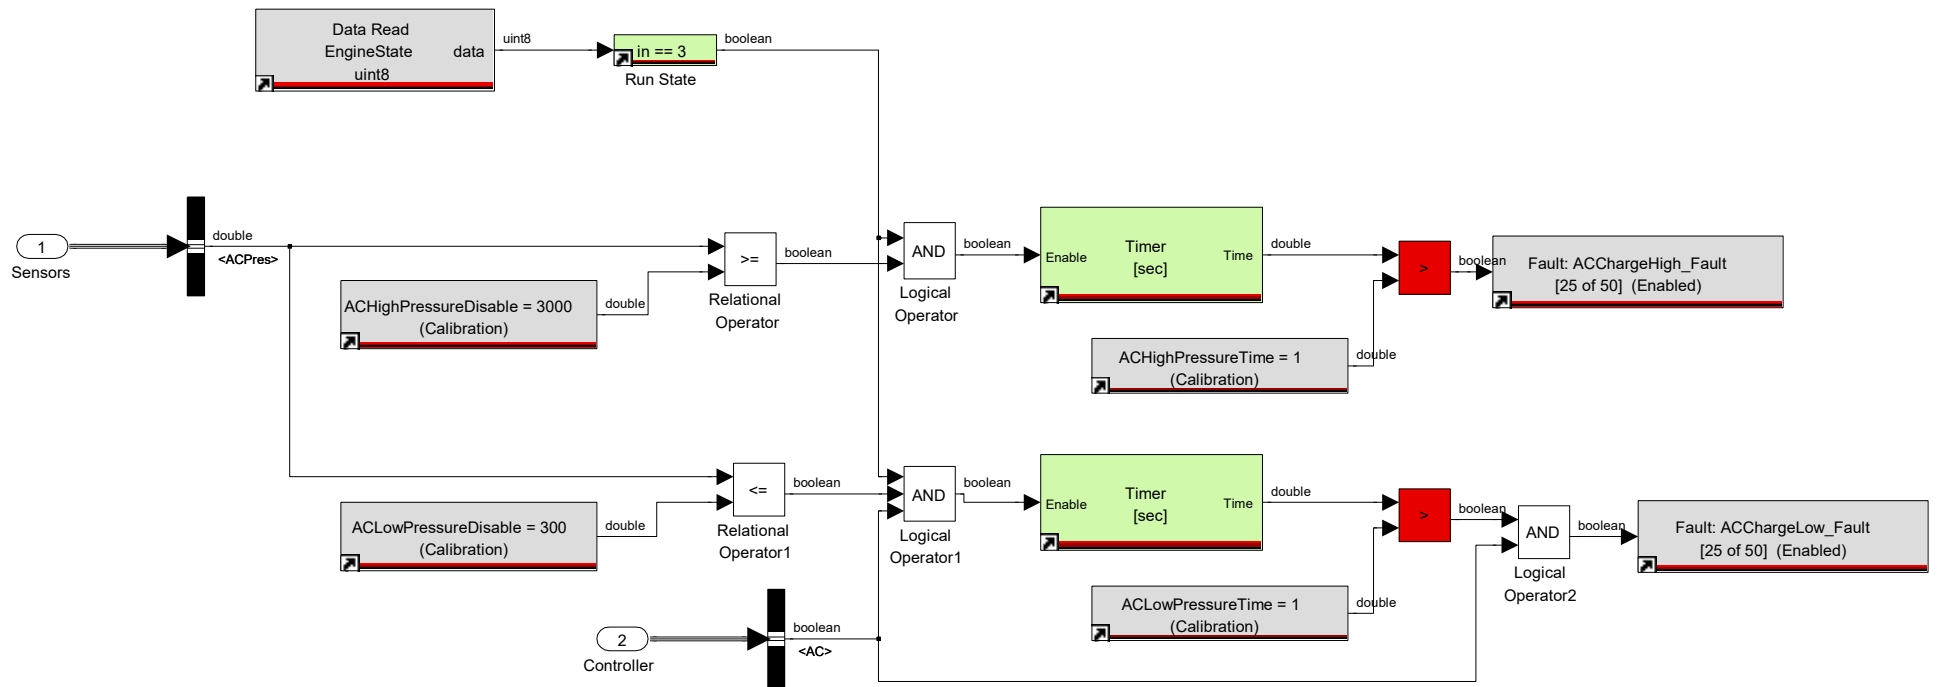 Data Read
EngineState
uint8
data
uint8
in == 3
Run State
boolean
1
Sensors
double
<ACPres>
ACHighPressureDisable = 3000
(Calibration)
double
>=
Relational
Operator
boolean
AND
Logical
Operator
boolean
Enable
Timer
[sec]
Time
double
>
boolean
Fault: ACChargeHigh_Fault
[25 of 50] (Enabled)
ACHighPressureTime = 1
(Calibration)
double
ACLowPressureDisable = 300
(Calibration)
double
<=
Relational
Operator1
boolean
AND
Logical
Operator1
boolean
Enable
Timer
[sec]
Time
double
>
boolean
AND
Logical
Operator2
boolean
Fault: ACChargeLow_Fault
[25 of 50] (Enabled)
ACLowPressureTime = 1
(Calibration)
double
2
Controller
boolean
<AC>